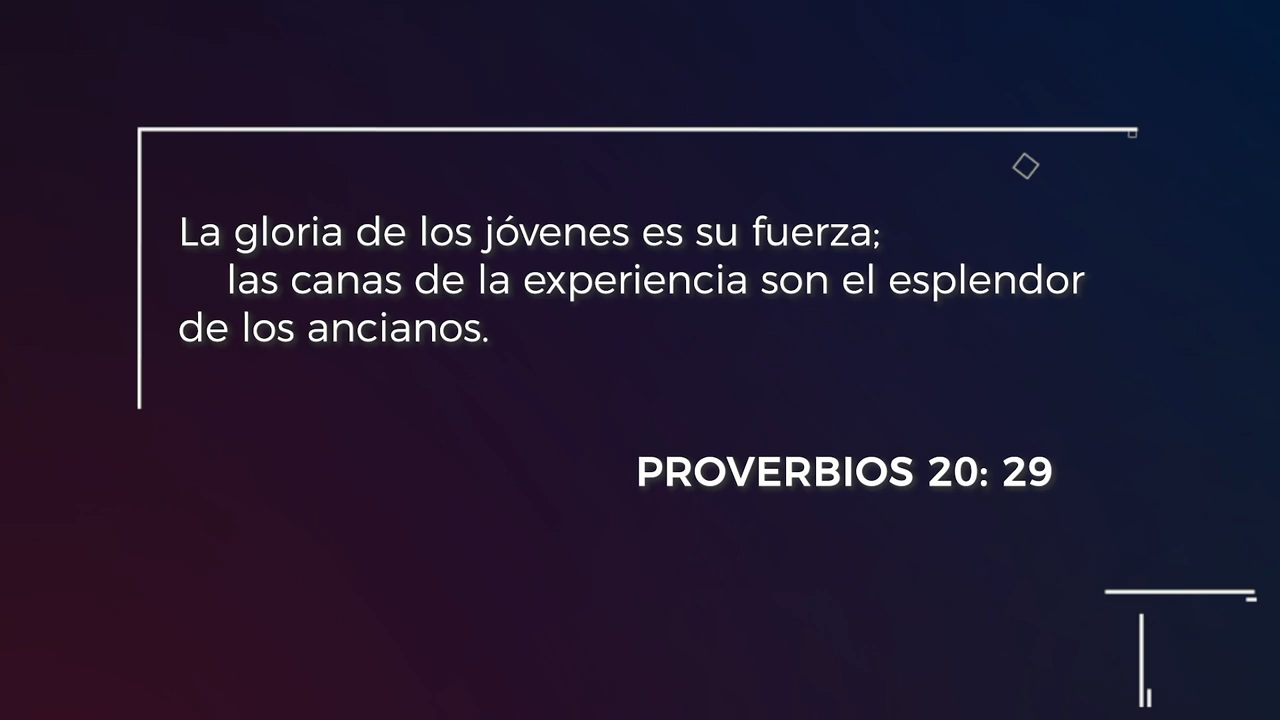 La gloria de los jóvenes es su fuerza;
las canas de la experiencia son el esplendor
de los ancianos.
PROVERBIOS 20: 29